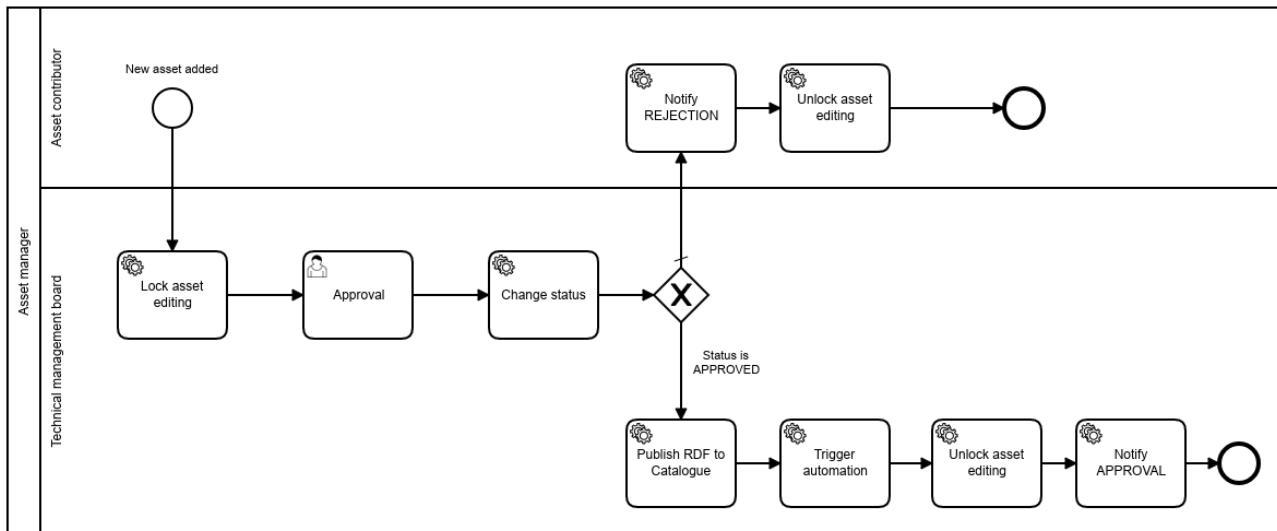 Asset manager
Asset contributor
New asset added
Notify
REJECTION
Unlock asset
editing
Technical management board
Lock asset
editing
Approval
Change status
X
Status is
APPROVED
Publish RDF to
Catalogue
Trigger
automation
Unlock asset
editing
Notify
APPROVAL